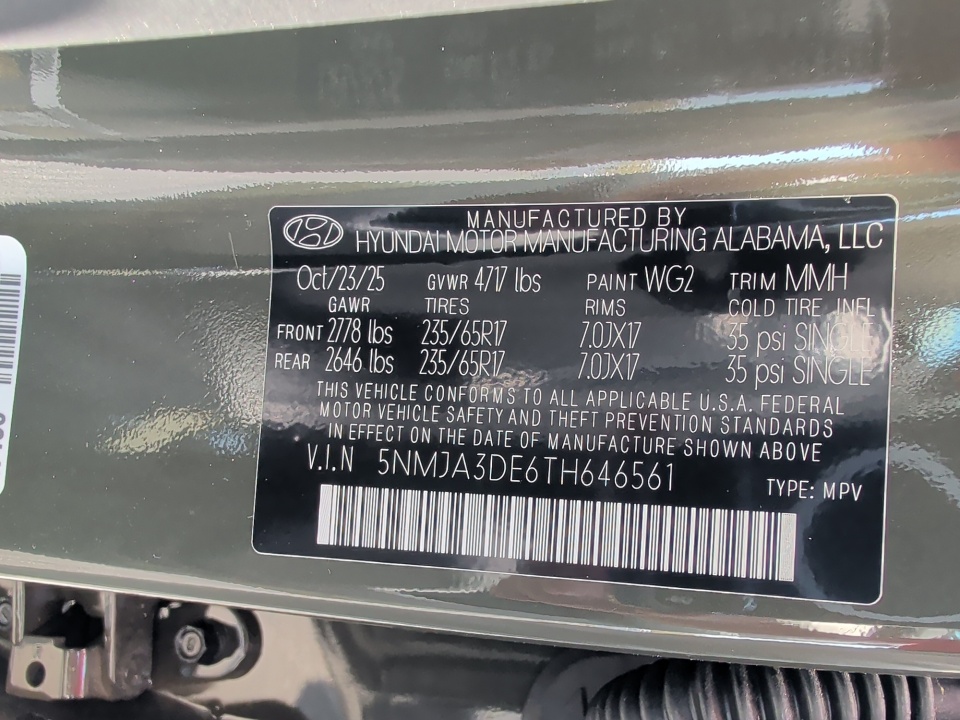 MANUFACTURED BY
HYUNDAI MOTOR MANUFACTURING ALABAMA, LLC
Oct/23/25 GVWR 4717 lbs PAINT WG2 TRIM MMH
GAWR TIRES RIMS COLD TIRE INFL
FRONT 2778 lbs 235/65R17 7.0JX17 35 psi SINGLE
REAR 2646 lbs 235/65R17 7.0JX17 35 psi SINGLE
THIS VEHICLE CONFORMS TO ALL APPLICABLE U.S.A. FEDERAL
MOTOR VEHICLE SAFETY AND THEFT PREVENTION STANDARDS
IN EFFECT ON THE DATE OF MANUFACTURE SHOWN ABOVE
V.I.N 5NMJA3DE6TH646561
TYPE: MPV